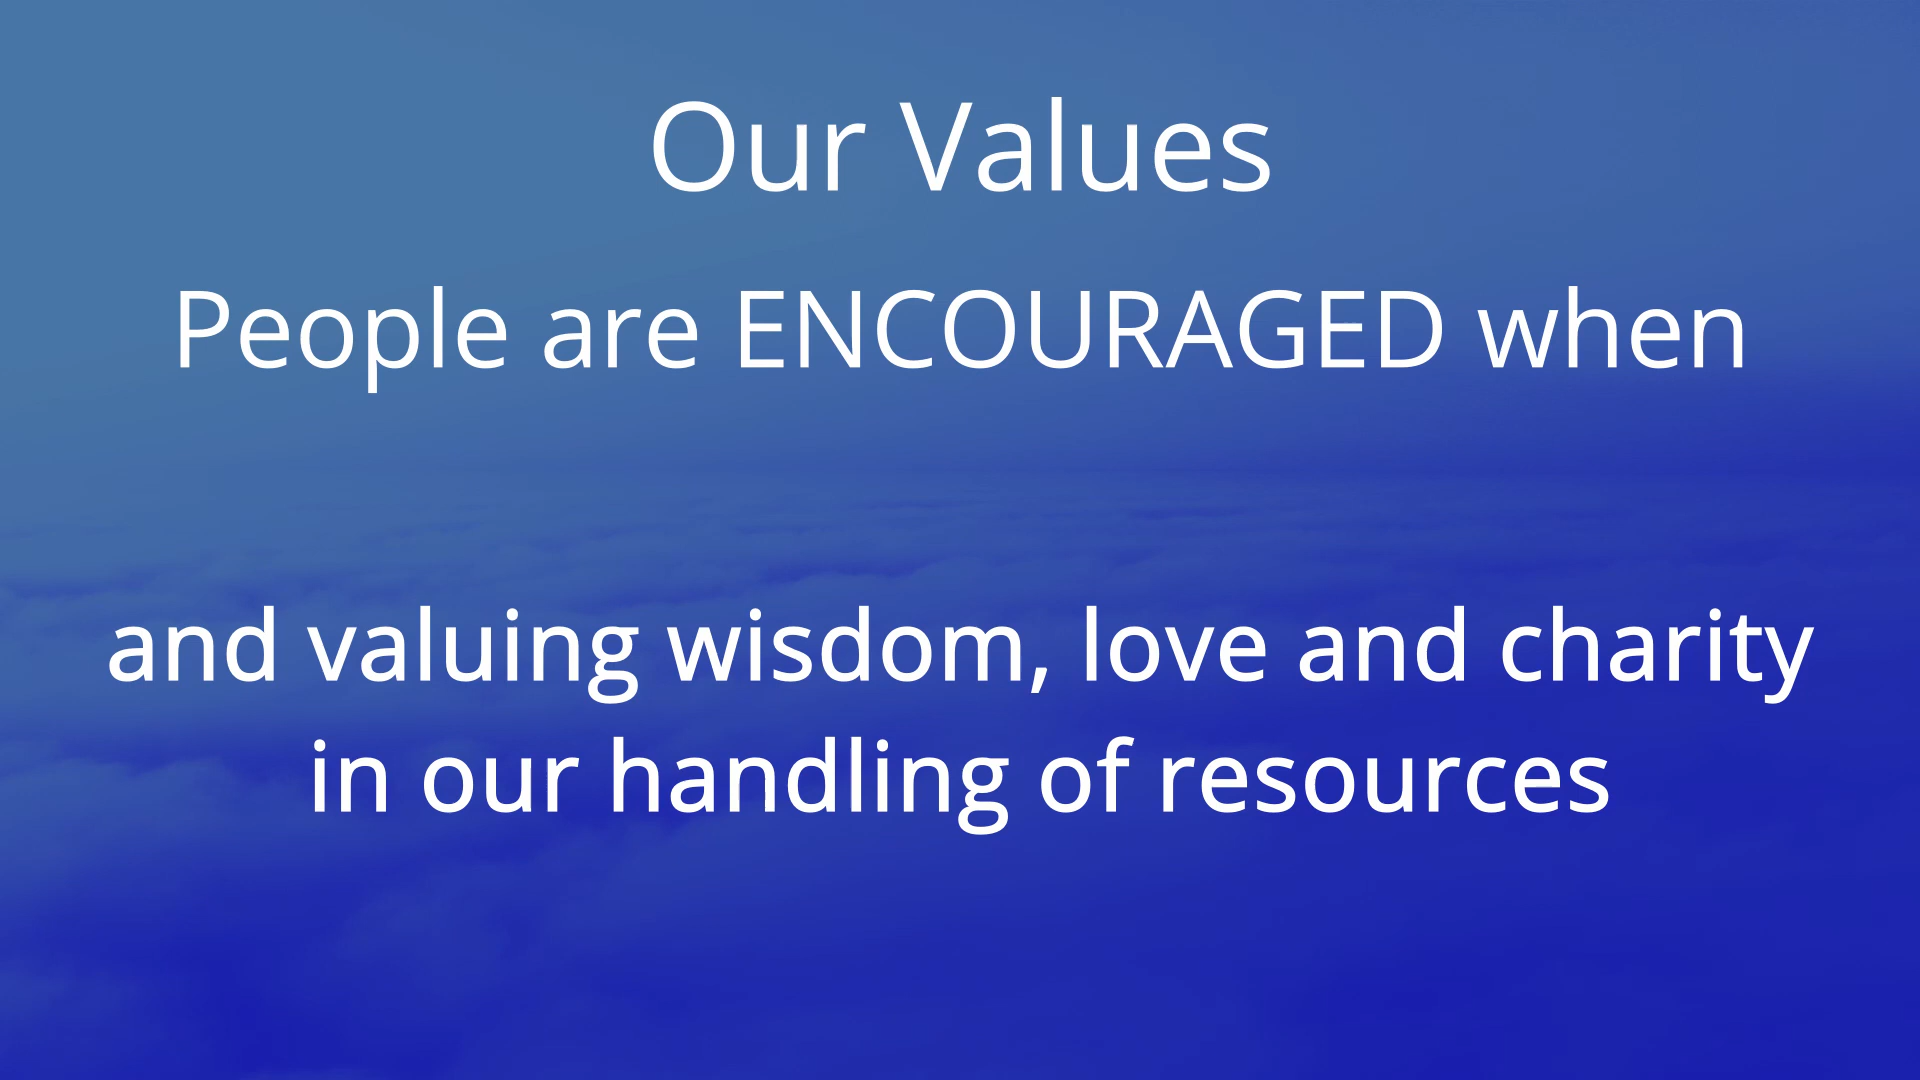 Our Values
People are ENCOURAGED when
and valuing wisdom, love and charity
in our handling of resources